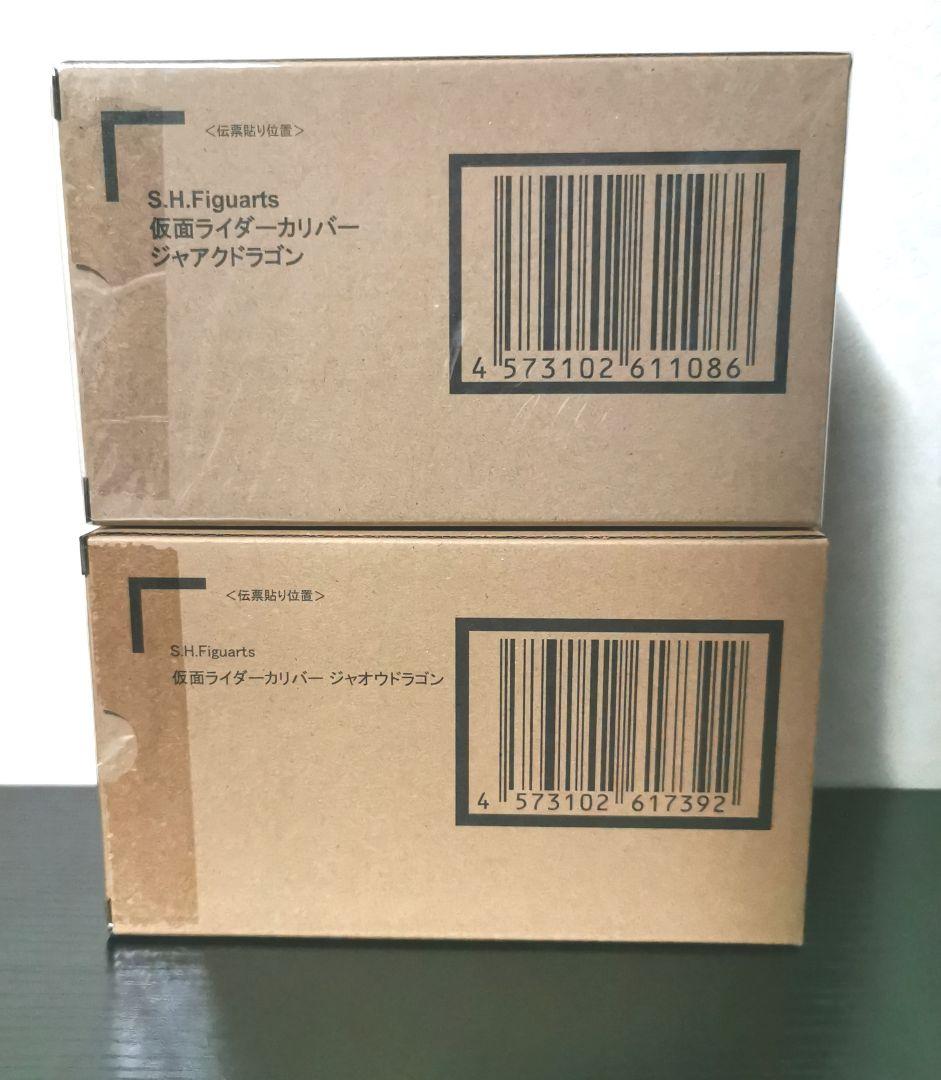 ＜伝票貼り位置＞
S.H.Figuarts
仮面ライダーカリバー
ジャアクドラゴン
4 573102 611086
＜伝票貼り位置＞
S.H.Figuarts
仮面ライダーカリバー ジャオウドラゴン
4 573102 617392